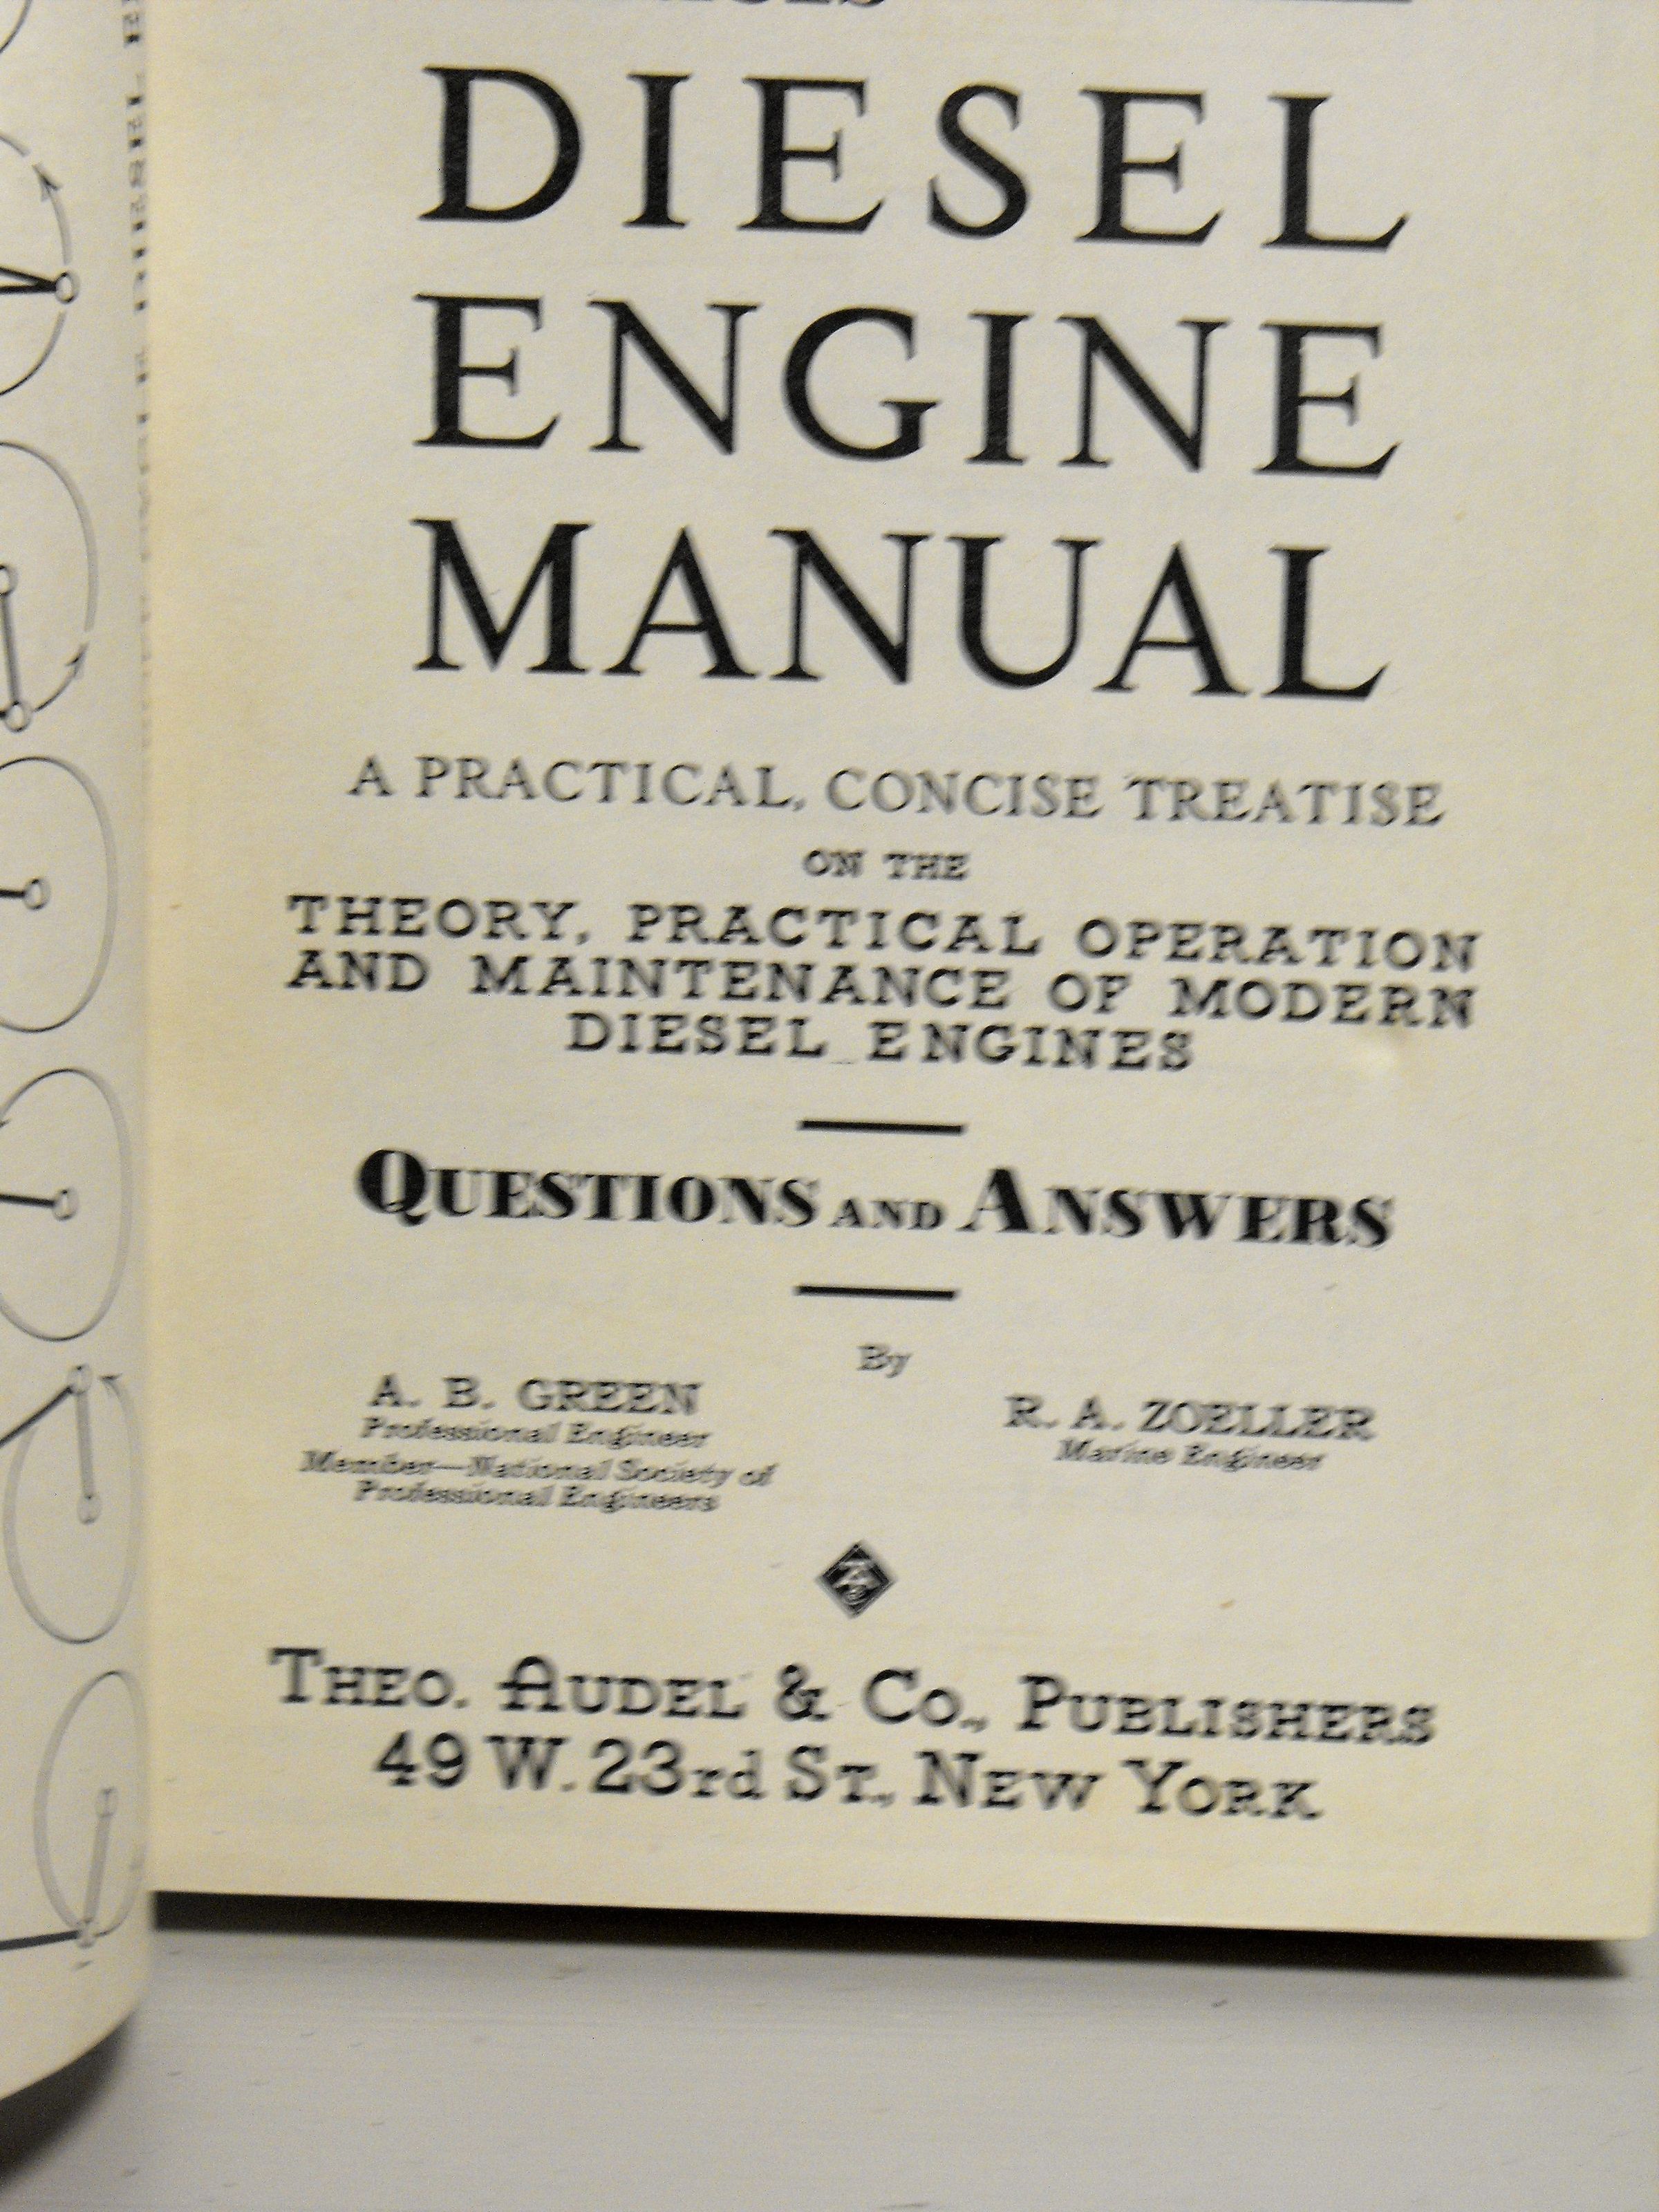 DIESEL
ENGINE
MANUAL
A PRACTICAL, CONCISE TREATISE
ON THE
THEORY, PRACTICAL OPERATION
AND MAINTENANCE OF MODERN
DIESEL ENGINES
QUESTIONS AND ANSWERS
By
A. B. GREEN
Professional Engineer
Member—National Society of
Professional Engineers
R. A. ZOELLER
Marine Engineer
THEO. AUDEL & CO., PUBLISHERS
49 W. 23rd ST., NEW YORK